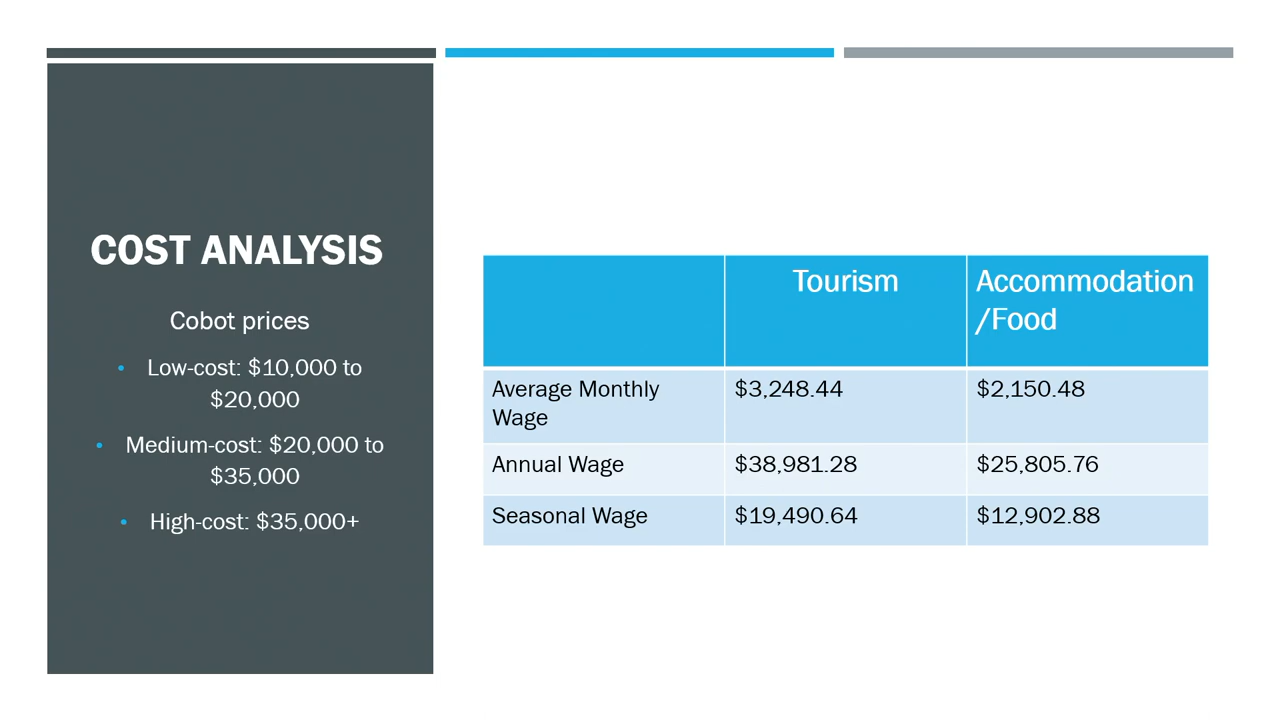 COST ANALYSIS
Cobot prices
• Low-cost: $10,000 to
$20,000
• Medium-cost: $20,000 to
$35,000
• High-cost: $35,000+
Tourism
Accommodation
/Food
Average Monthly
Wage
$3,248.44
$2,150.48
Annual Wage
$38,981.28
$25,805.76
Seasonal Wage
$19,490.64
$12,902.88